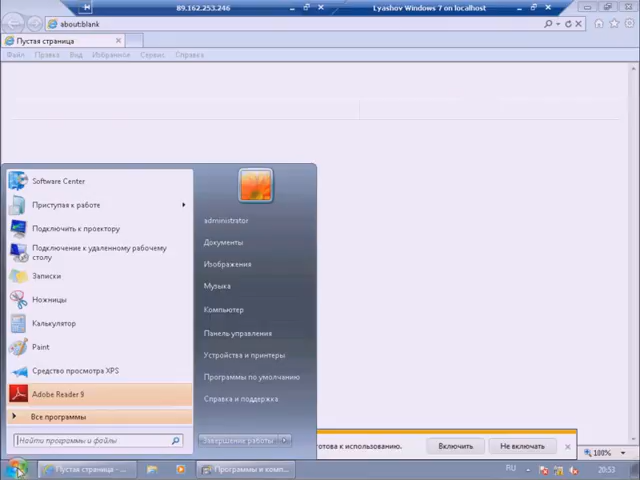 89.162.253.246
Lyashov Windows 7 on localhost
about:blank
Пустая страница
Файл Правка Вид Избранное Сервис Справка
Software Center
Приступая к работе
Подключить к проектору
Подключение к удаленному рабочему
столу
Записки
Ножницы
Калькулятор
Paint
Средство просмотра XPS
Adobe Reader 9
Все программы
Найти программы и файлы
administrator
Документы
Изображения
Музыка
Компьютер
Панель управления
Устройства и принтеры
Программы по умолчанию
Справка и поддержка
Завершение работы
готова к использованию.
Включить
Не включать
100%
Пустая страница - ...
Программы и комп...
RU
20:53